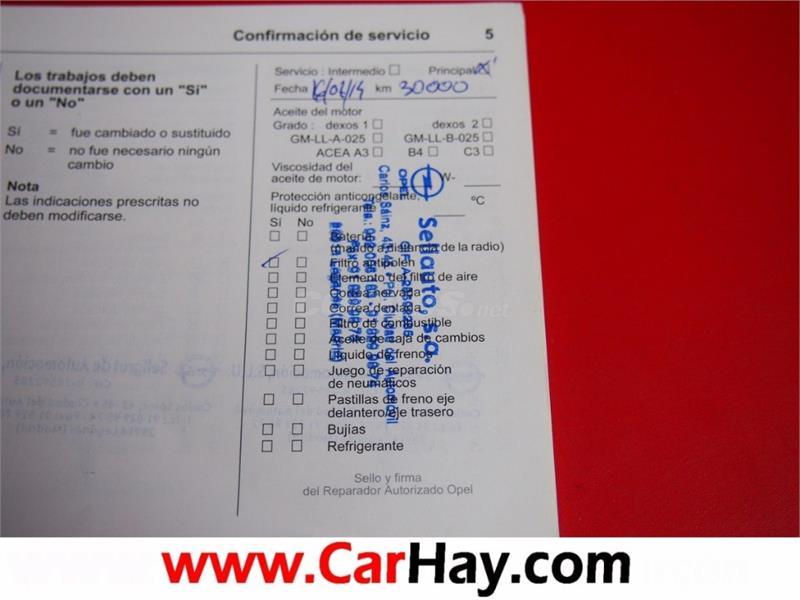 Confirmación de servicio 5
Los trabajos deben
documentarse con un "Sí"
o un "No"
Sí = fue cambiado o sustituido
No = no fue necesario ningún
cambio
Nota
Las indicaciones prescritas no
deben modificarse.
Servicio : Intermedio Principal
Fecha km 30000
Aceite del motor
Grado : dexos 1 dexos 2
GM-LL-A-025 GM-LL-B-025
ACEA A3 B4 C3
Viscosidad del
aceite de motor: W-
Protección anticongelante,
líquido refrigerante ºC
Sí No
Batería
(mando a distancia de la radio)
Filtro antipolen
Elemento del filtro de aire
Correa nervada
Correa dentada
Filtro de combustible
Aceite de caja de cambios
Líquido de frenos
Juego de reparación
de neumáticos
Pastillas de freno eje
delantero/eje trasero
Bujías
Refrigerante
Sello y firma
del Reparador Autorizado Opel
OPEL
Seliauto, s.a.
Carlos Sáinz,
www.CarHay.com